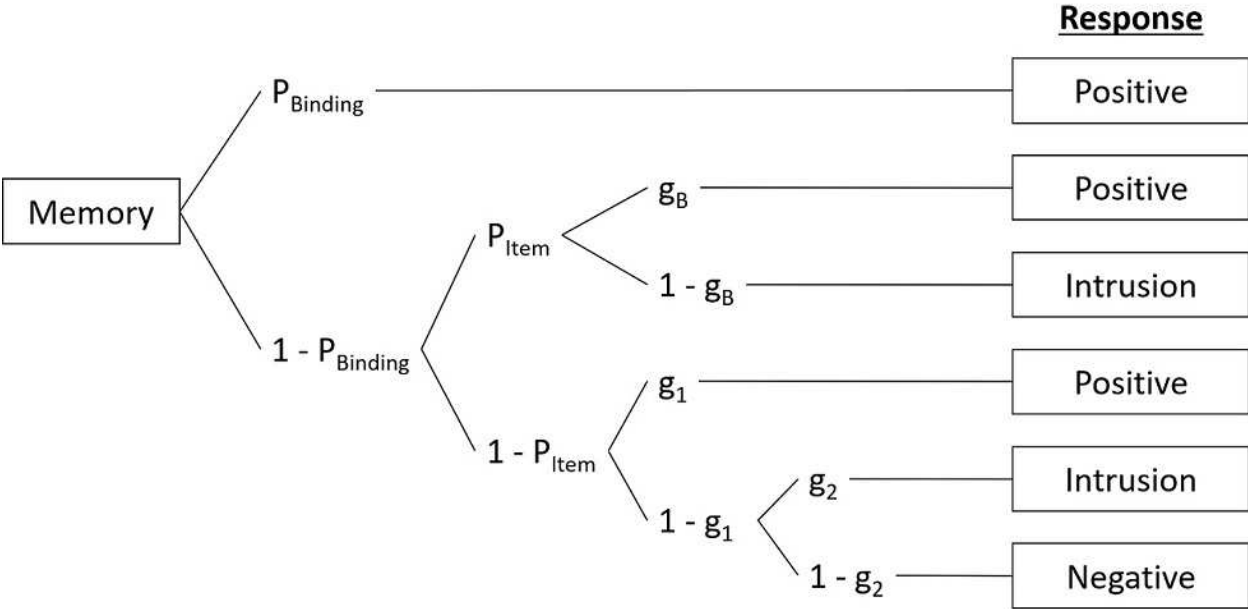 Response
P_Binding Positive
g_B Positive
Memory
P_Item
1 - g_B Intrusion
1 - P_Binding
g_1 Positive
1 - P_Item
g_2 Intrusion
1 - g_1
1 - g_2 Negative